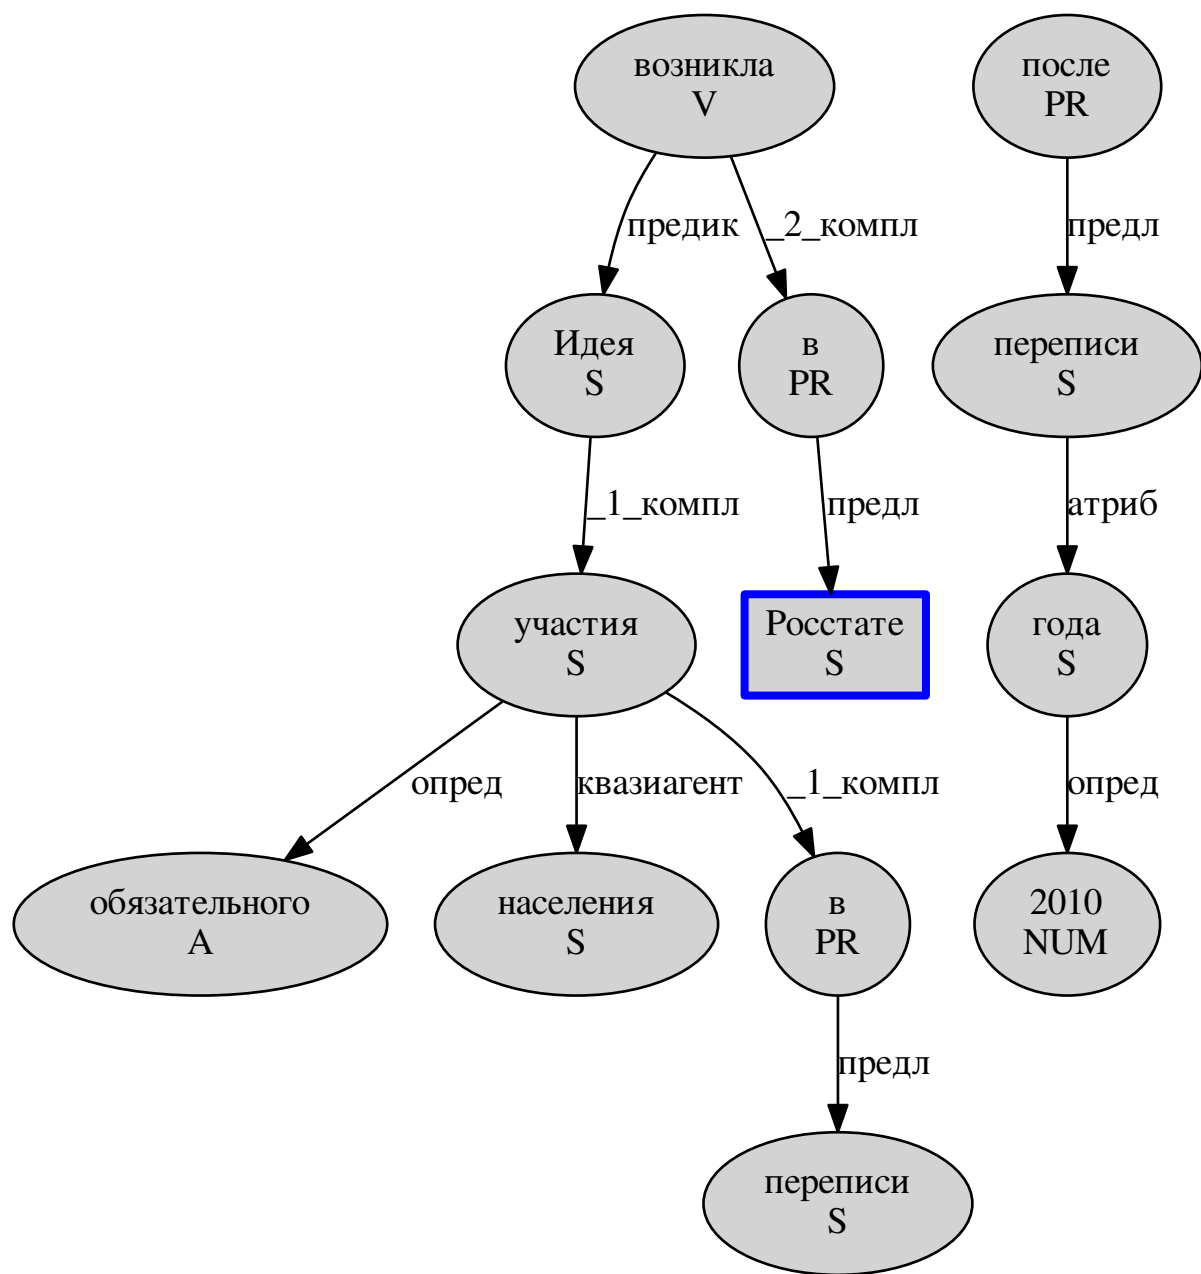 возникла
V
после
PR
предик
_2_компл
предл
Идея
S
в
PR
переписи
S
_1_компл
предл
атриб
участия
S
Росстате
S
года
S
опред
квазиагент
_1_компл
опред
обязательного
A
населения
S
в
PR
2010
NUM
предл
переписи
S